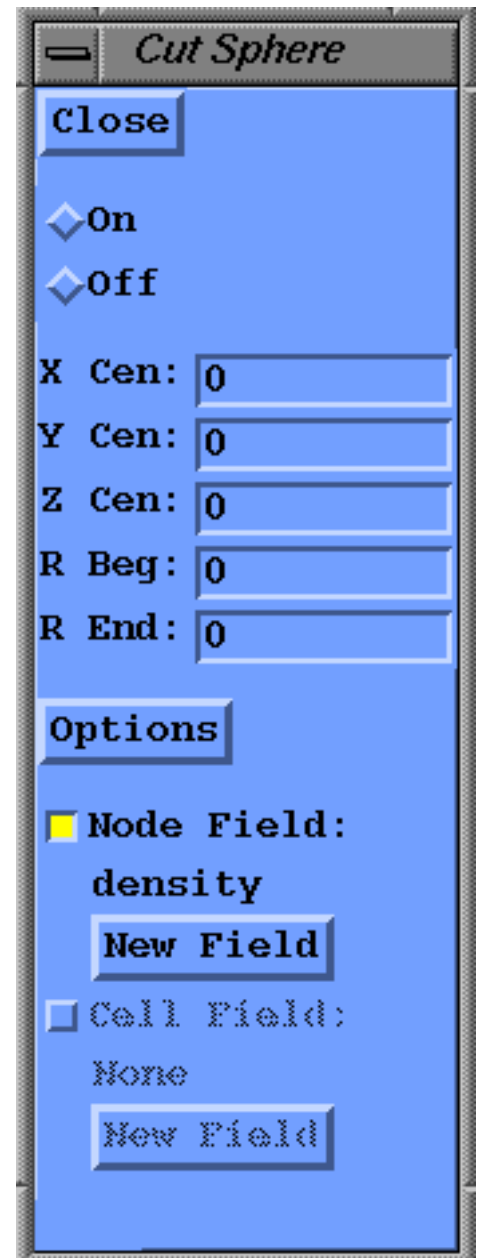 Cut Sphere
Close
On
Off
X Cen: 0
Y Cen: 0
Z Cen: 0
R Beg: 0
R End: 0
Options
Node Field:
density
New Field
Cell Field:
None
New Field